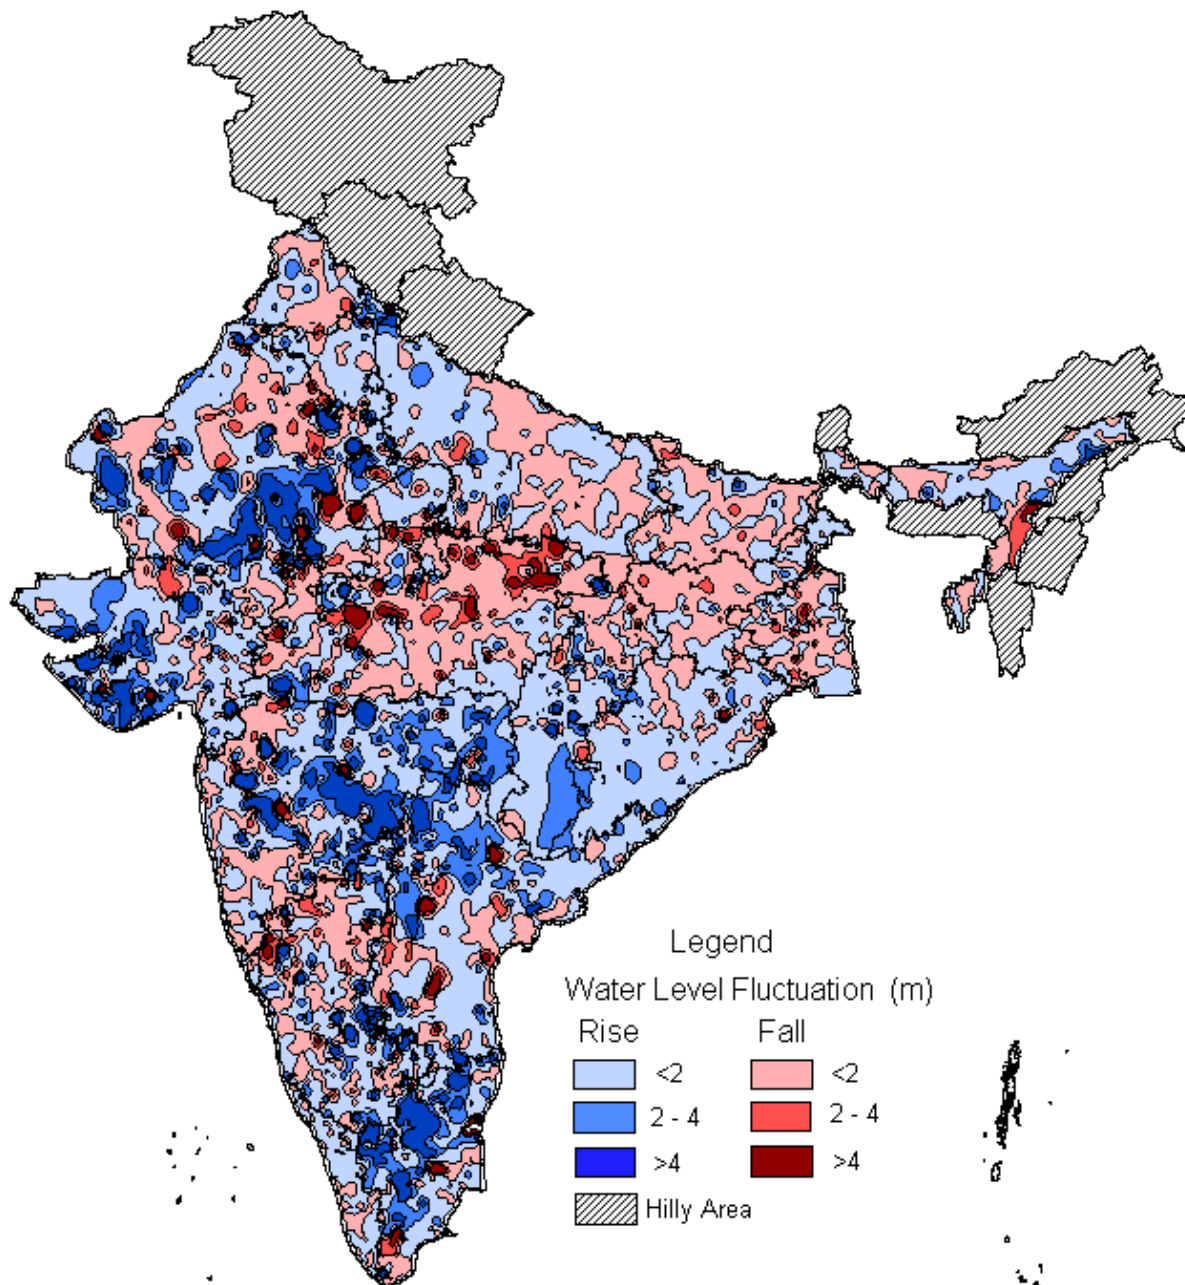 Legend
Water Level Fluctuation (m)
Rise Fall
<2 <2
2 - 4 2 - 4
>4 >4
Hilly Area